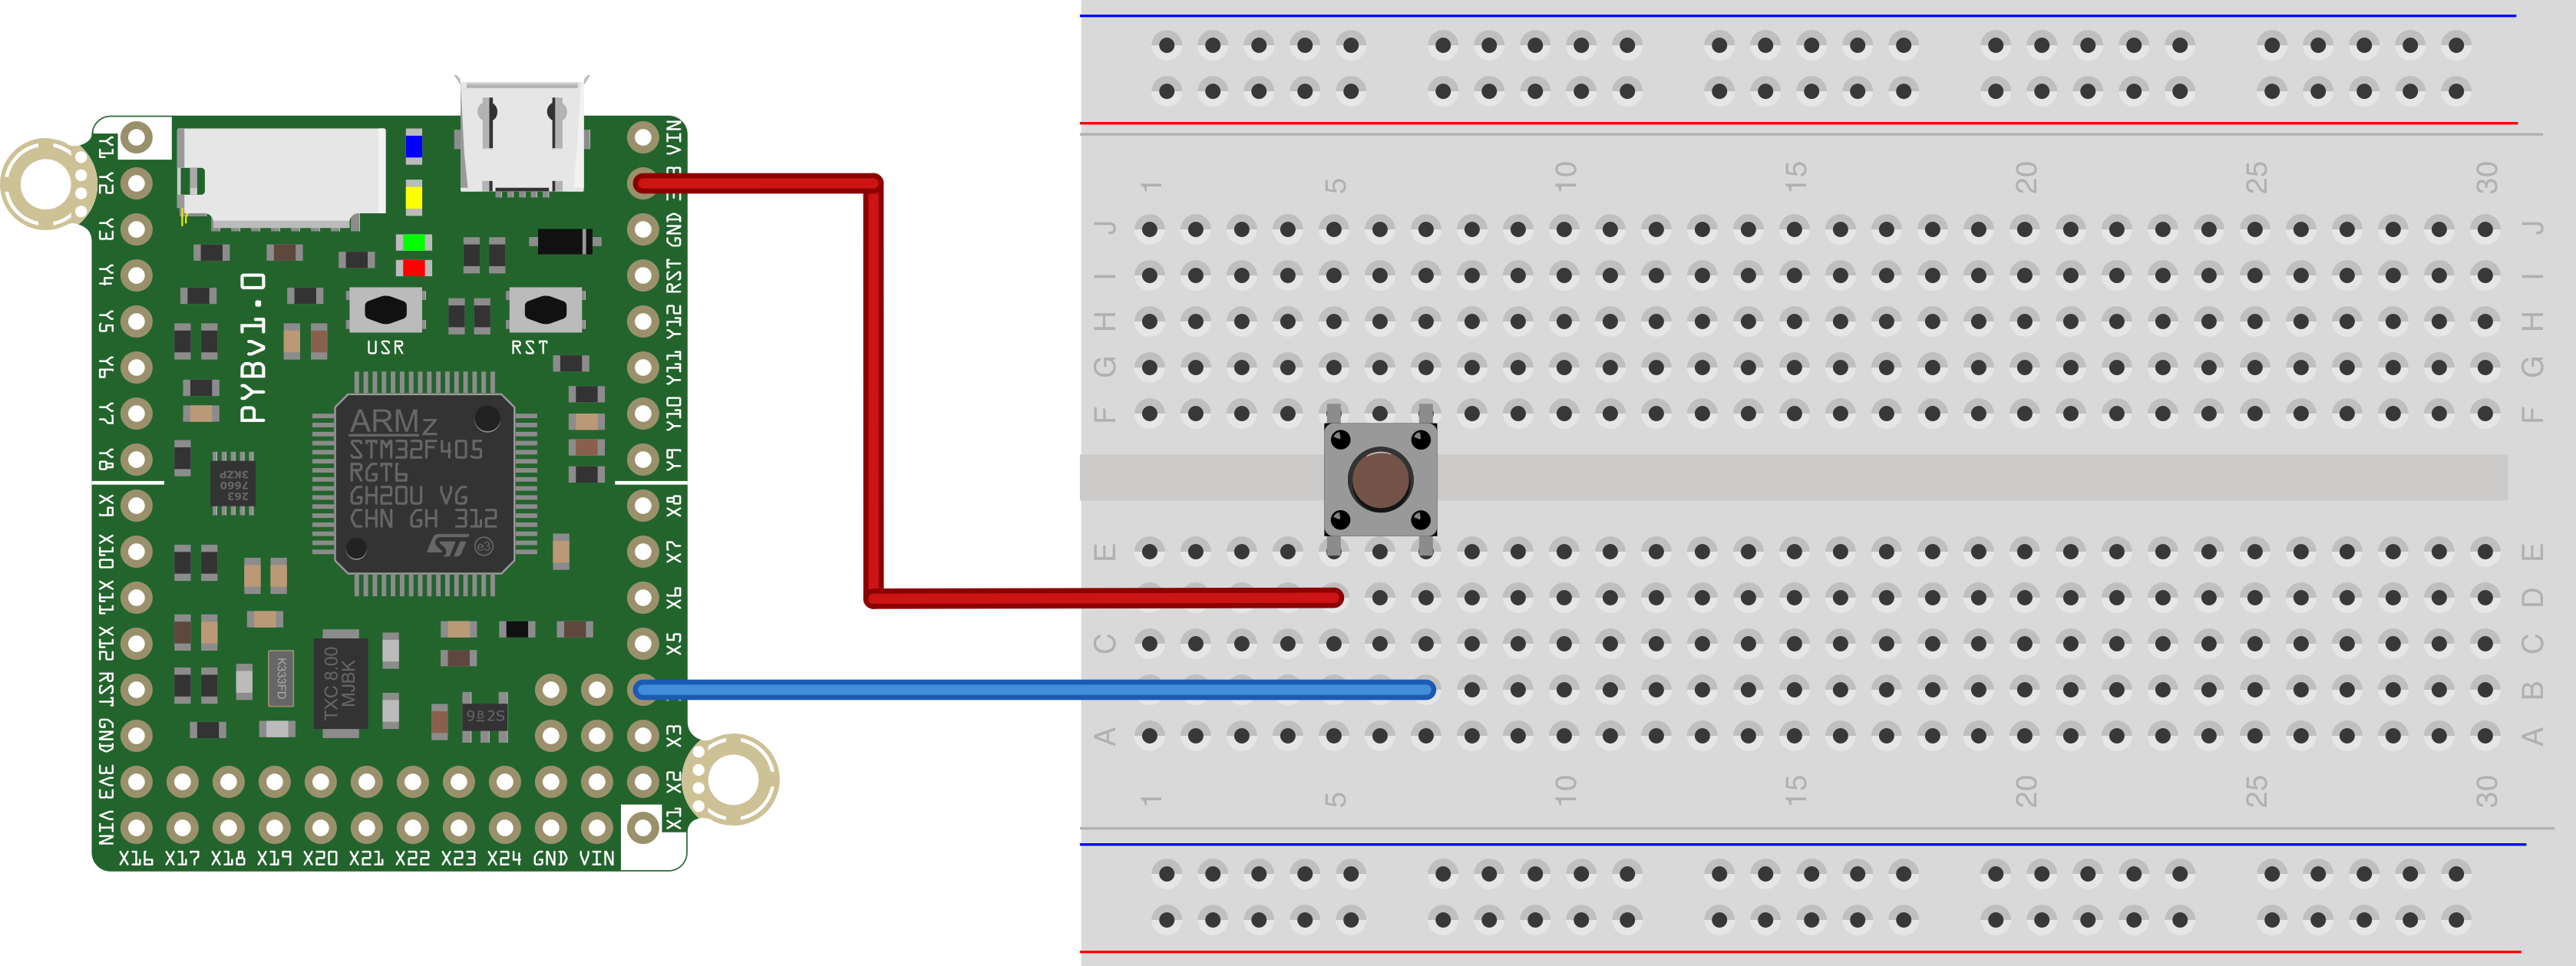 Y1
Y2
Y3
Y4
Y5
Y6
Y7
Y8
X9
X10
X11
X12
RST
GND
3V3
VIN
PYBv1.0
USR
RST
ARM
STM32F405
RGT6
GH20U VG
CHN GH 312
ST
e3
263
7660
3KZP
K333FD
TXC 8.00
MJBK
9B2S
VIN
GND
RST
Y12
Y11
Y10
Y9
X8
X7
X6
X5
X3
X2
X1
X16 X17 X18 X19 X20 X21 X22 X23 X24 GND VIN
1 5 10 15 20 25 30
J J
I I
H H
G G
F F
E E
D
C C
B
A A
1 5 10 15 20 25 30